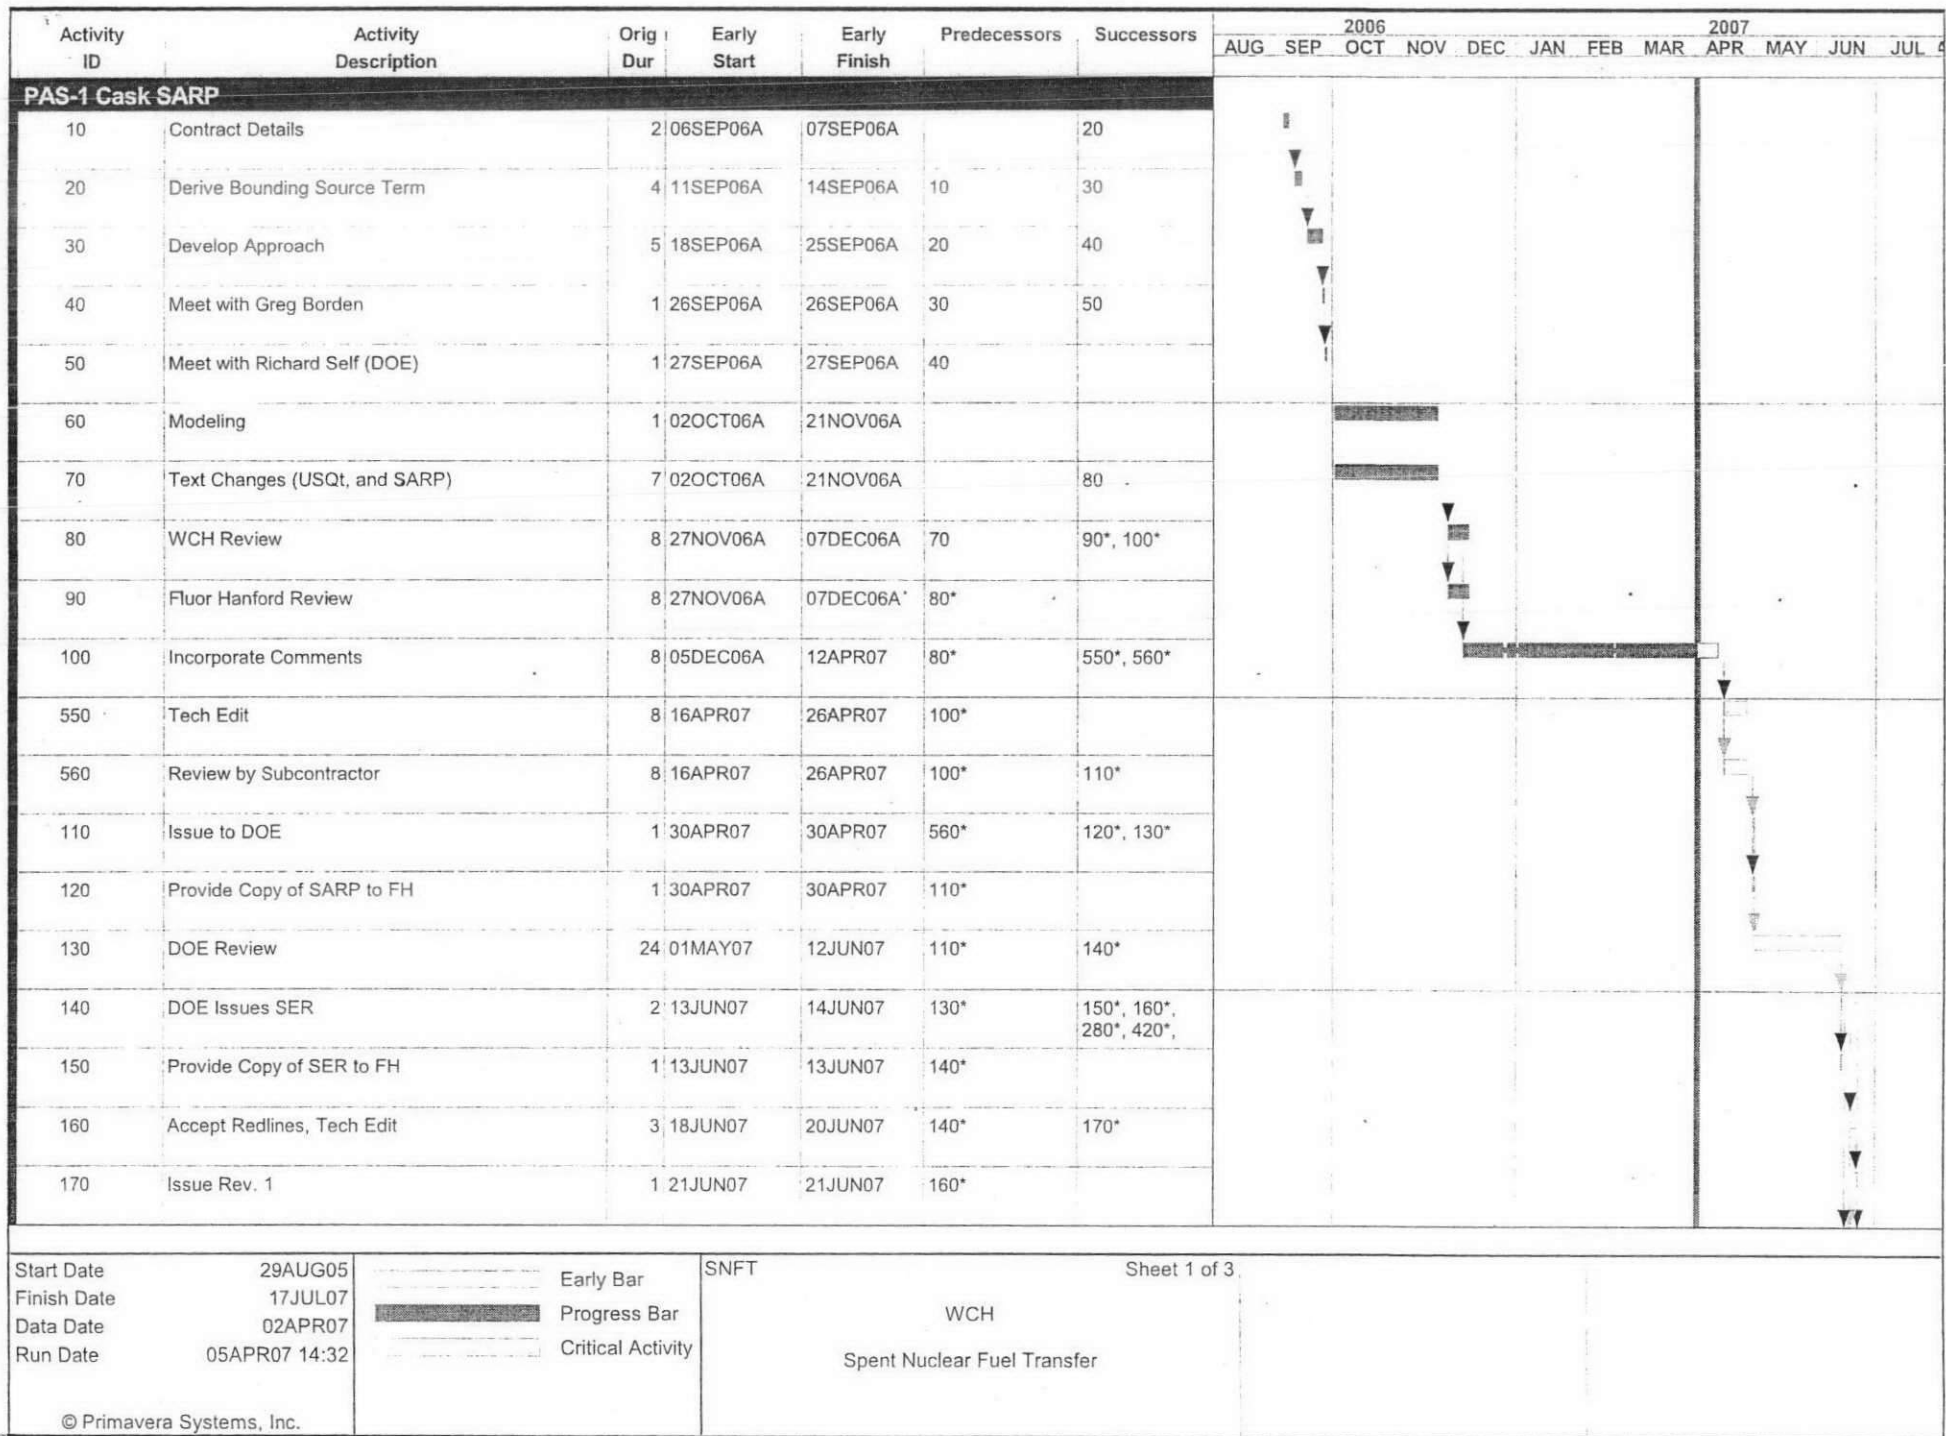 2006 2007
Activity Activity Orig Early Early Predecessors Successors AUG SEP OCT NOV DEC JAN FEB MAR APR MAY JUN JUL
ID Description Dur Start Finish
PAS-1 Cask SARP
10 Contract Details 2 06SEP06A 07SEP06A 20
20 Derive Bounding Source Term 4 11SEP06A 14SEP06A 10 30
30 Develop Approach 5 18SEP06A 25SEP06A 20 40
40 Meet with Greg Borden 1 26SEP06A 26SEP06A 30 50
50 Meet with Richard Self (DOE) 1 27SEP06A 27SEP06A 40
60 Modeling 1 02OCT06A 21NOV06A
70 Text Changes (USQt, and SARP) 7 02OCT06A 21NOV06A 80
80 WCH Review 8 27NOV06A 07DEC06A 70 90*, 100*
90 Fluor Hanford Review 8 27NOV06A 07DEC06A 80*
100 Incorporate Comments 8 05DEC06A 12APR07 80* 550*, 560*
550 Tech Edit 8 16APR07 26APR07 100*
560 Review by Subcontractor 8 16APR07 26APR07 100* 110*
110 Issue to DOE 1 30APR07 30APR07 560* 120*, 130*
120 Provide Copy of SARP to FH 1 30APR07 30APR07 110*
130 DOE Review 24 01MAY07 12JUN07 110* 140*
140 DOE Issues SER 2 13JUN07 14JUN07 130* 150*, 160*,
280*, 420*,
150 Provide Copy of SER to FH 1 13JUN07 13JUN07 140*
160 Accept Redlines, Tech Edit 3 18JUN07 20JUN07 140* 170*
170 Issue Rev. 1 1 21JUN07 21JUN07 160*
Start Date 29AUG05 Early Bar SNFT Sheet 1 of 3
Finish Date 17JUL07 Progress Bar WCH
Data Date 02APR07
Run Date 05APR07 14:32 Critical Activity Spent Nuclear Fuel Transfer
© Primavera Systems, Inc.